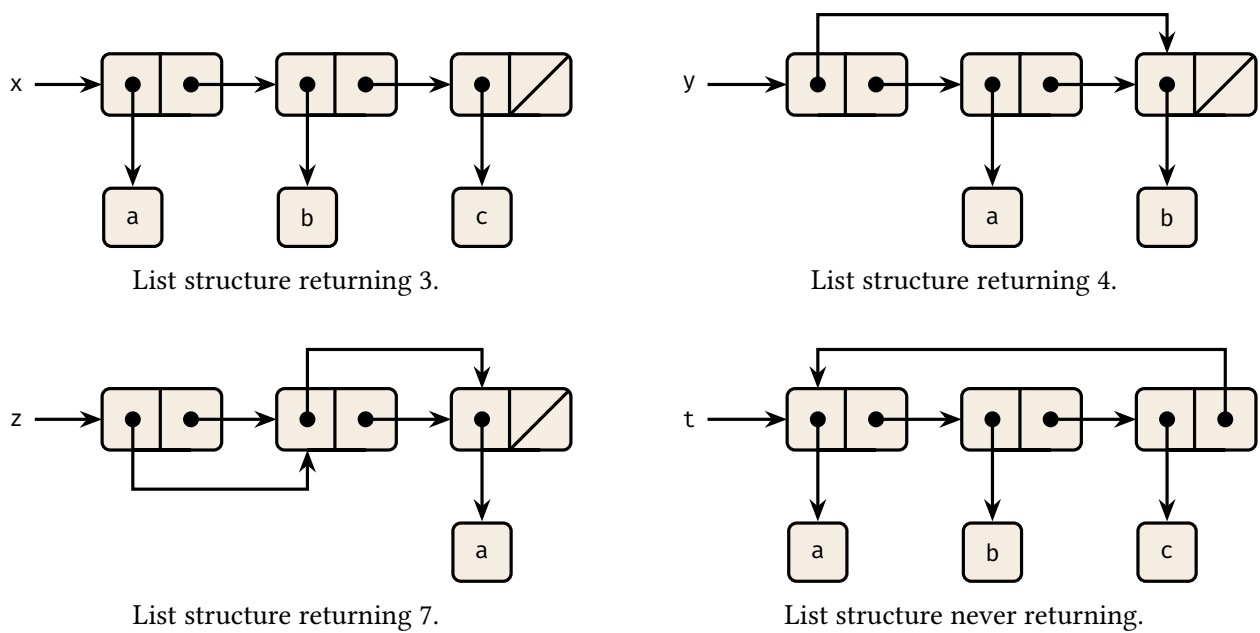 x
a b c
List structure returning 3.
y
a b
List structure returning 4.
z
a
List structure returning 7.
t
a b c
List structure never returning.